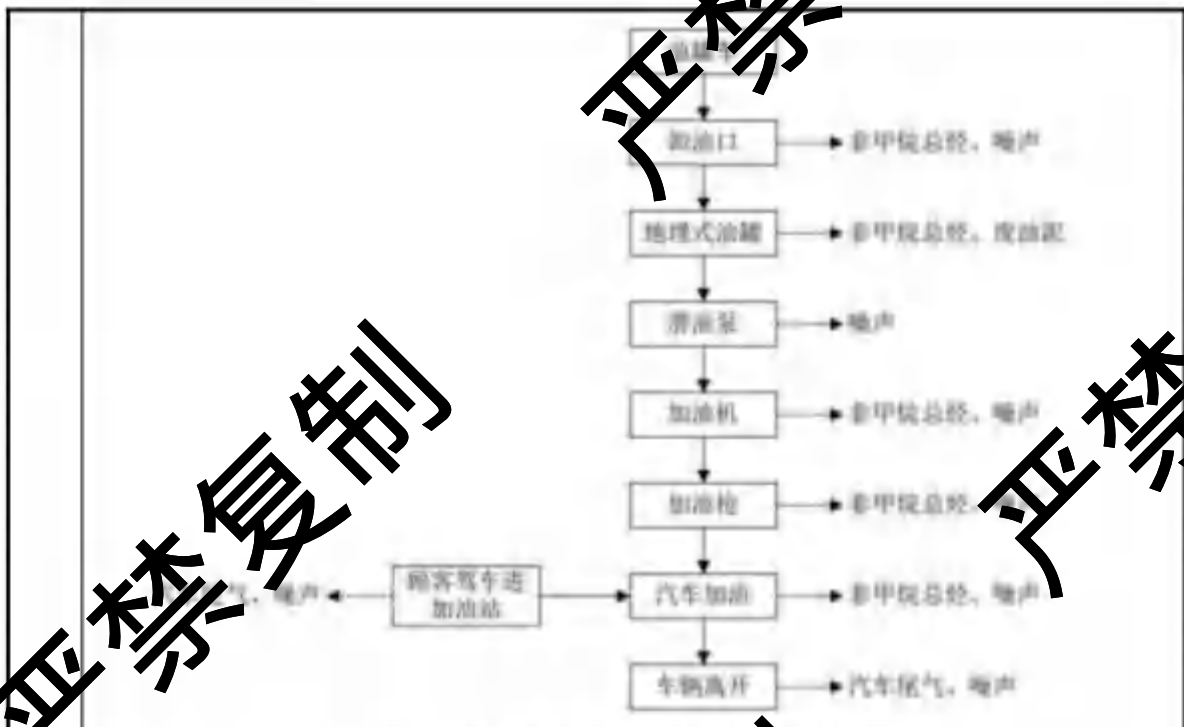 严禁
卸油口
非甲烷总烃、噪声
地埋式油罐
非甲烷总烃、废油泥
潜油泵
噪声
加油机
非甲烷总烃、噪声
加油枪
非甲烷总烃、
严禁
严禁复制
气、噪声
顾客驾车进
加油站
汽车加油
非甲烷总烃、噪声
车辆离开
汽车尾气、噪声